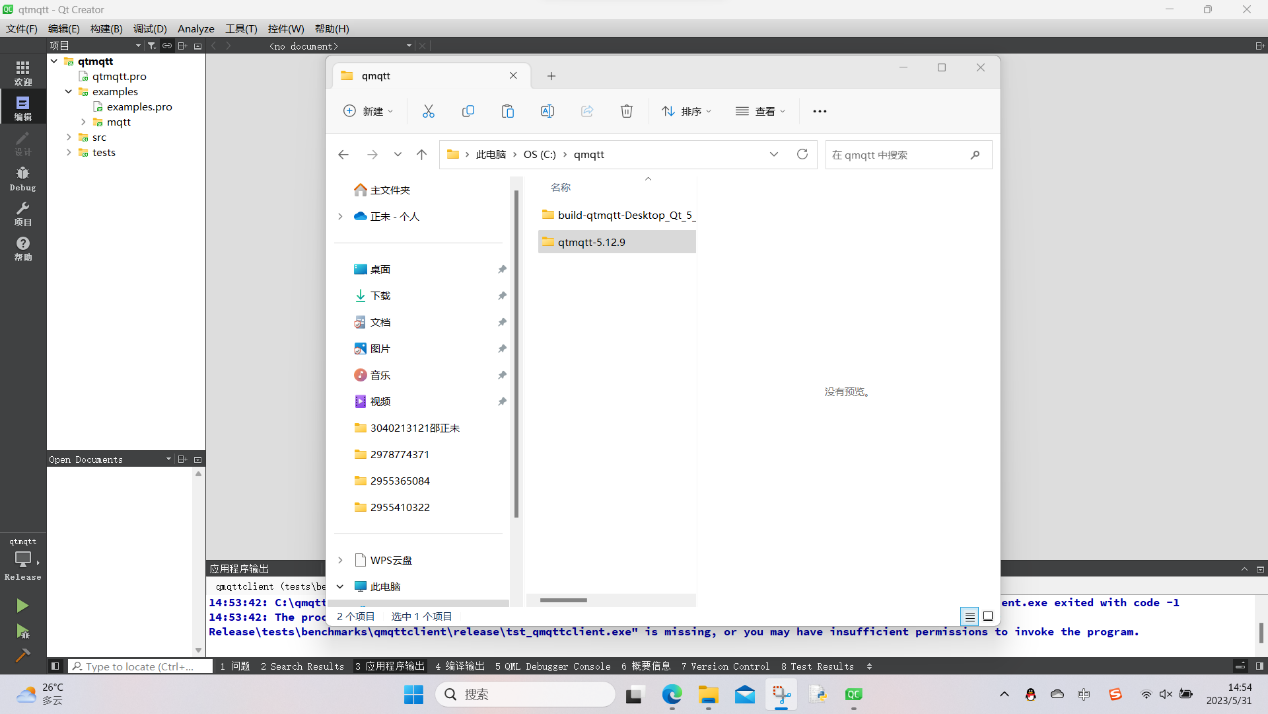 qtmqtt - Qt Creator
文件(F) 编辑(E) 构建(B) 调试(D) Analyze 工具(T) 控件(W) 帮助(H)
项目
<no document>
欢迎
编辑
设计
Debug
项目
帮助
qtmqtt
Release
qtmqtt
qtmqtt.pro
examples
examples.pro
mqtt
src
tests
Open Documents
qmqtt
新建
排序
查看
此电脑 > OS (C:) > qmqtt
在 qmqtt 中搜索
主文件夹
正未 - 个人
桌面
下载
文档
图片
音乐
视频
3040213121邵正未
2978774371
2955365084
2955410322
WPS云盘
此电脑
名称
build-qtmqtt-Desktop_Qt_5_
qtmqtt-5.12.9
没有预览。
2 个项目 选中 1 个项目
应用程序输出
qmqttclient (tests\be
14:53:42: C:\qmqtt
ent.exe exited with code -1
14:53:42: The proc
Release\tests\benchmarks\qmqttclient\release\tst_qmqttclient.exe" is missing, or you may have insufficient permissions to invoke the program.
Type to locate (Ctrl+...
1 问题 2 Search Results 3 应用程序输出 4 编译输出 5 QML Debugger Console 6 概要信息 7 Version Control 8 Test Results
26°C
多云
搜索
中
14:54
2023/5/31